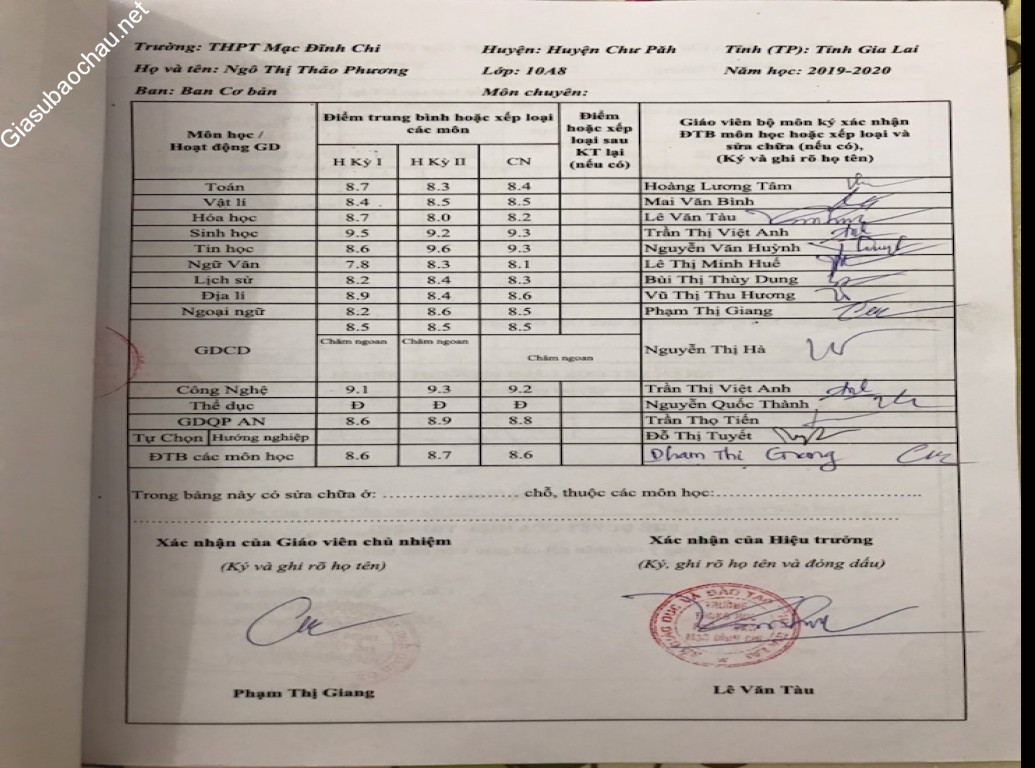 Giasubaochau.net
Trường: THPT Mạc Đĩnh Chi Huyện: Huyện Chư Păh Tỉnh (TP): Tỉnh Gia Lai
Họ và tên: Ngô Thị Thảo Phương Lớp: 10A8 Năm học: 2019-2020
Ban: Ban Cơ bản Môn chuyên:
Môn học / Hoạt động GD
Điểm trung bình hoặc xếp loại các môn
H Kỳ I H Kỳ II CN
Điểm hoặc xếp loại sau KT lại (nếu có)
Giáo viên bộ môn ký xác nhận ĐTB môn học hoặc xếp loại và sửa chữa (nếu có), (Ký và ghi rõ họ tên)
Toán 8.7 8.3 8.4 Hoàng Lương Tâm
Vật lí 8.4 8.5 8.5 Mai Văn Bình
Hóa học 8.7 8.0 8.2 Lê Văn Tàu
Sinh học 9.5 9.2 9.3 Trần Thị Việt Anh
Tin học 8.6 9.6 9.3 Nguyễn Văn Huỳnh
Ngữ Văn 7.8 8.3 8.1 Lê Thị Minh Huế
Lịch sử 8.2 8.4 8.3 Bùi Thị Thùy Dung
Địa lí 8.9 8.4 8.6 Vũ Thị Thu Hương
Ngoại ngữ 8.2 8.6 8.5 Phạm Thị Giang
8.5 8.5 8.5
GDCD Chăm ngoan Chăm ngoan Chăm ngoan Nguyễn Thị Hà
Công Nghệ 9.1 9.3 9.2 Trần Thị Việt Anh
Thể dục Đ Đ Đ Nguyễn Quốc Thành
GDQP AN 8.6 8.9 8.8 Trần Thọ Tiến
Tự Chọn Hướng nghiệp Đỗ Thị Tuyết
ĐTB các môn học 8.6 8.7 8.6 Phạm Thị Giang
Trong bảng này có sửa chữa ở: ........................ chỗ, thuộc các môn học:....................................
Xác nhận của Giáo viên chủ nhiệm Xác nhận của Hiệu trưởng
(Ký và ghi rõ họ tên) (Ký, ghi rõ họ tên và đóng dấu)
Phạm Thị Giang Lê Văn Tàu